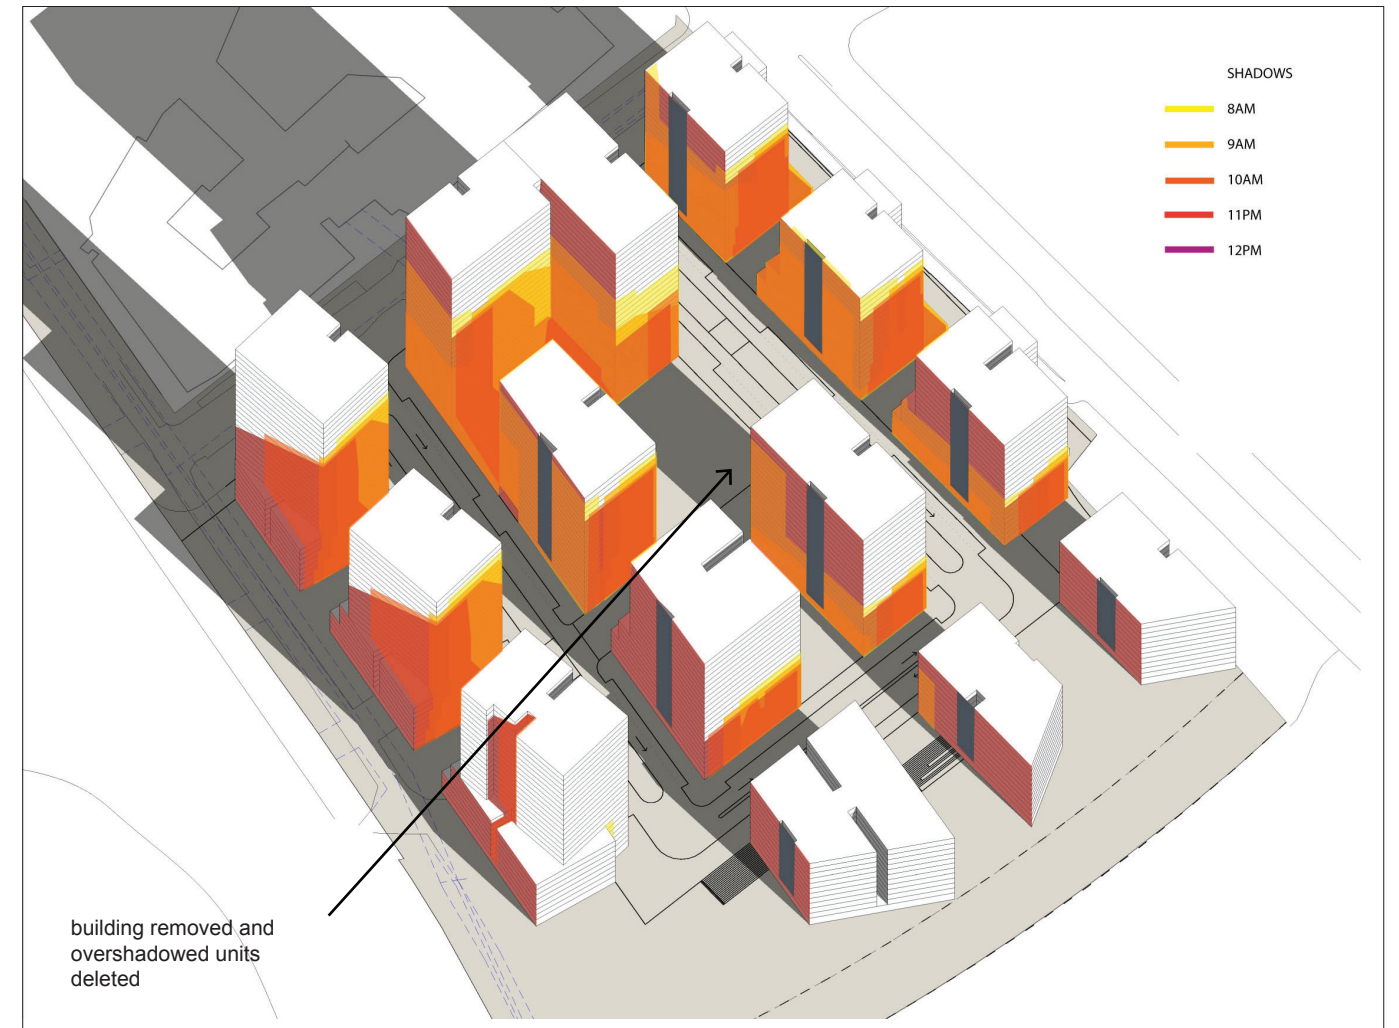 SHADOWS
8AM
9AM
10AM
11PM
12PM
building removed and
overshadowed units
deleted